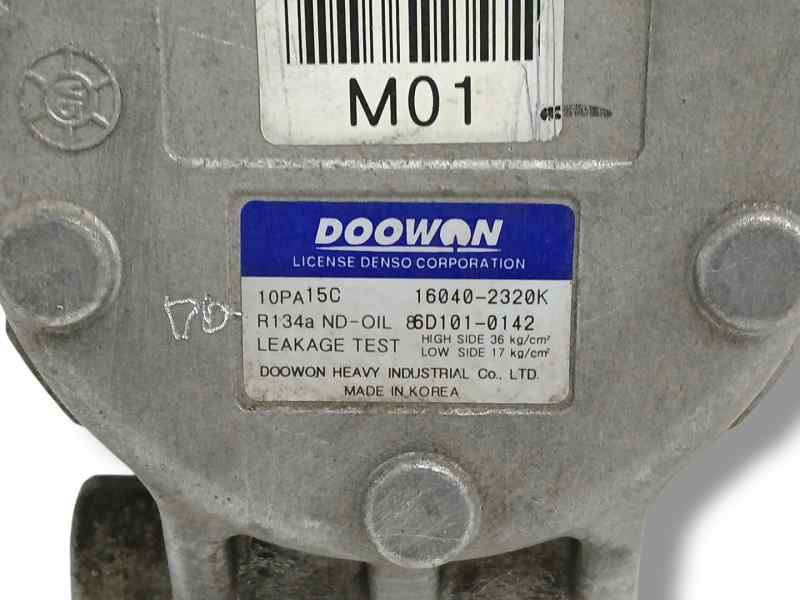 M01
DOOWON
LICENSE DENSO CORPORATION
10PA15C 16040-2320K
R134a ND-OIL 8 6D101-0142
LEAKAGE TEST HIGH SIDE 36 kg/cm²
LOW SIDE 17 kg/cm²
DOOWON HEAVY INDUSTRIAL Co., LTD.
MADE IN KOREA